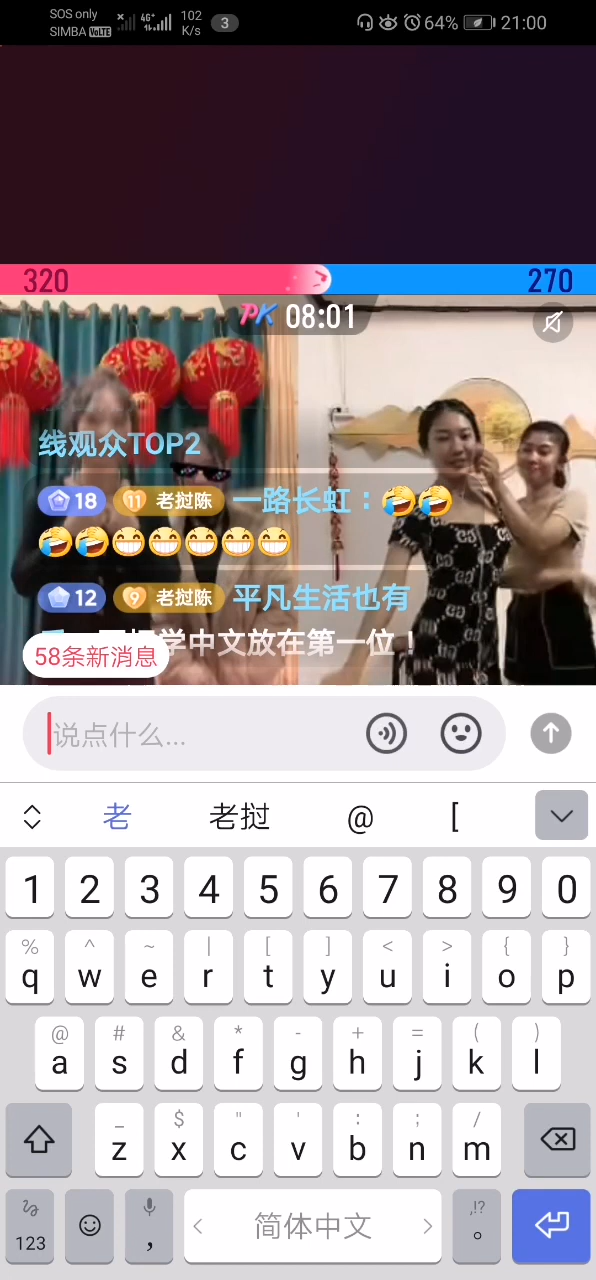 SOS only
SIMBA VoLTE
4G+
102
K/s
3
64%
21:00
320
270
PK 08:01
线观众TOP2
18 11 老挝陈 一路长虹：
12 9 老挝陈 平凡生活也有
学中文放在第一位！
58条新消息
说点什么...
老 老挝 @ [
1 2 3 4 5 6 7 8 9 0
% ^ ~ | [ ] < > { }
q w e r t y u i o p
@ # & * - + = ( )
a s d f g h j k l
_ $ " ' : ; /
z x c v b n m
,!?
123 , < 简体中文 > 。